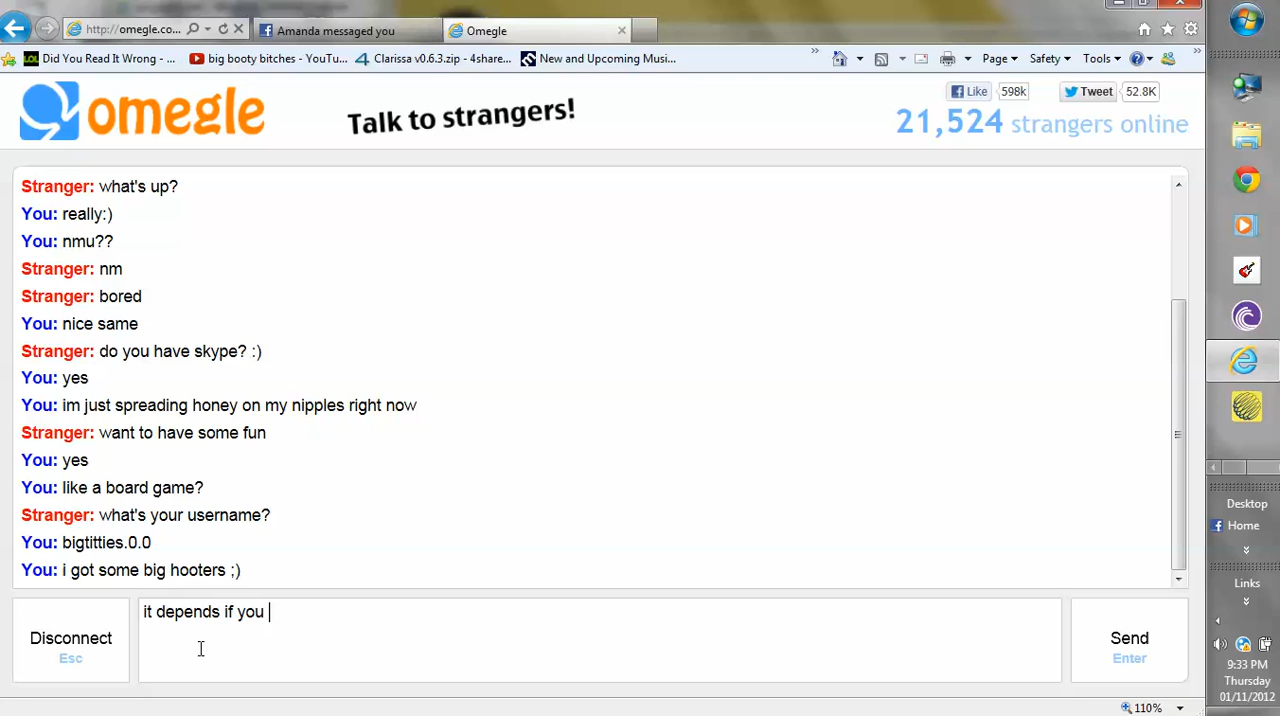 http://omegle.co...
Amanda messaged you
Omegle
Did You Read It Wrong - ...
big booty bitches - YouTu...
Clarissa v0.6.3.zip - 4share...
New and Upcoming Musi...
Page
Safety
Tools
omegle
Talk to strangers!
Like 598k
Tweet 52.8K
21,524 strangers online
Stranger: what's up?
You: really:)
You: nmu??
Stranger: nm
Stranger: bored
You: nice same
Stranger: do you have skype? :)
You: yes
You: im just spreading honey on my nipples right now
Stranger: want to have some fun
You: yes
You: like a board game?
Stranger: what's your username?
You: bigtitties.0.0
You: i got some big hooters ;)
Disconnect
Esc
it depends if you
Send
Enter
110%
Desktop
Home
Links
9:33 PM
Thursday
01/11/2012